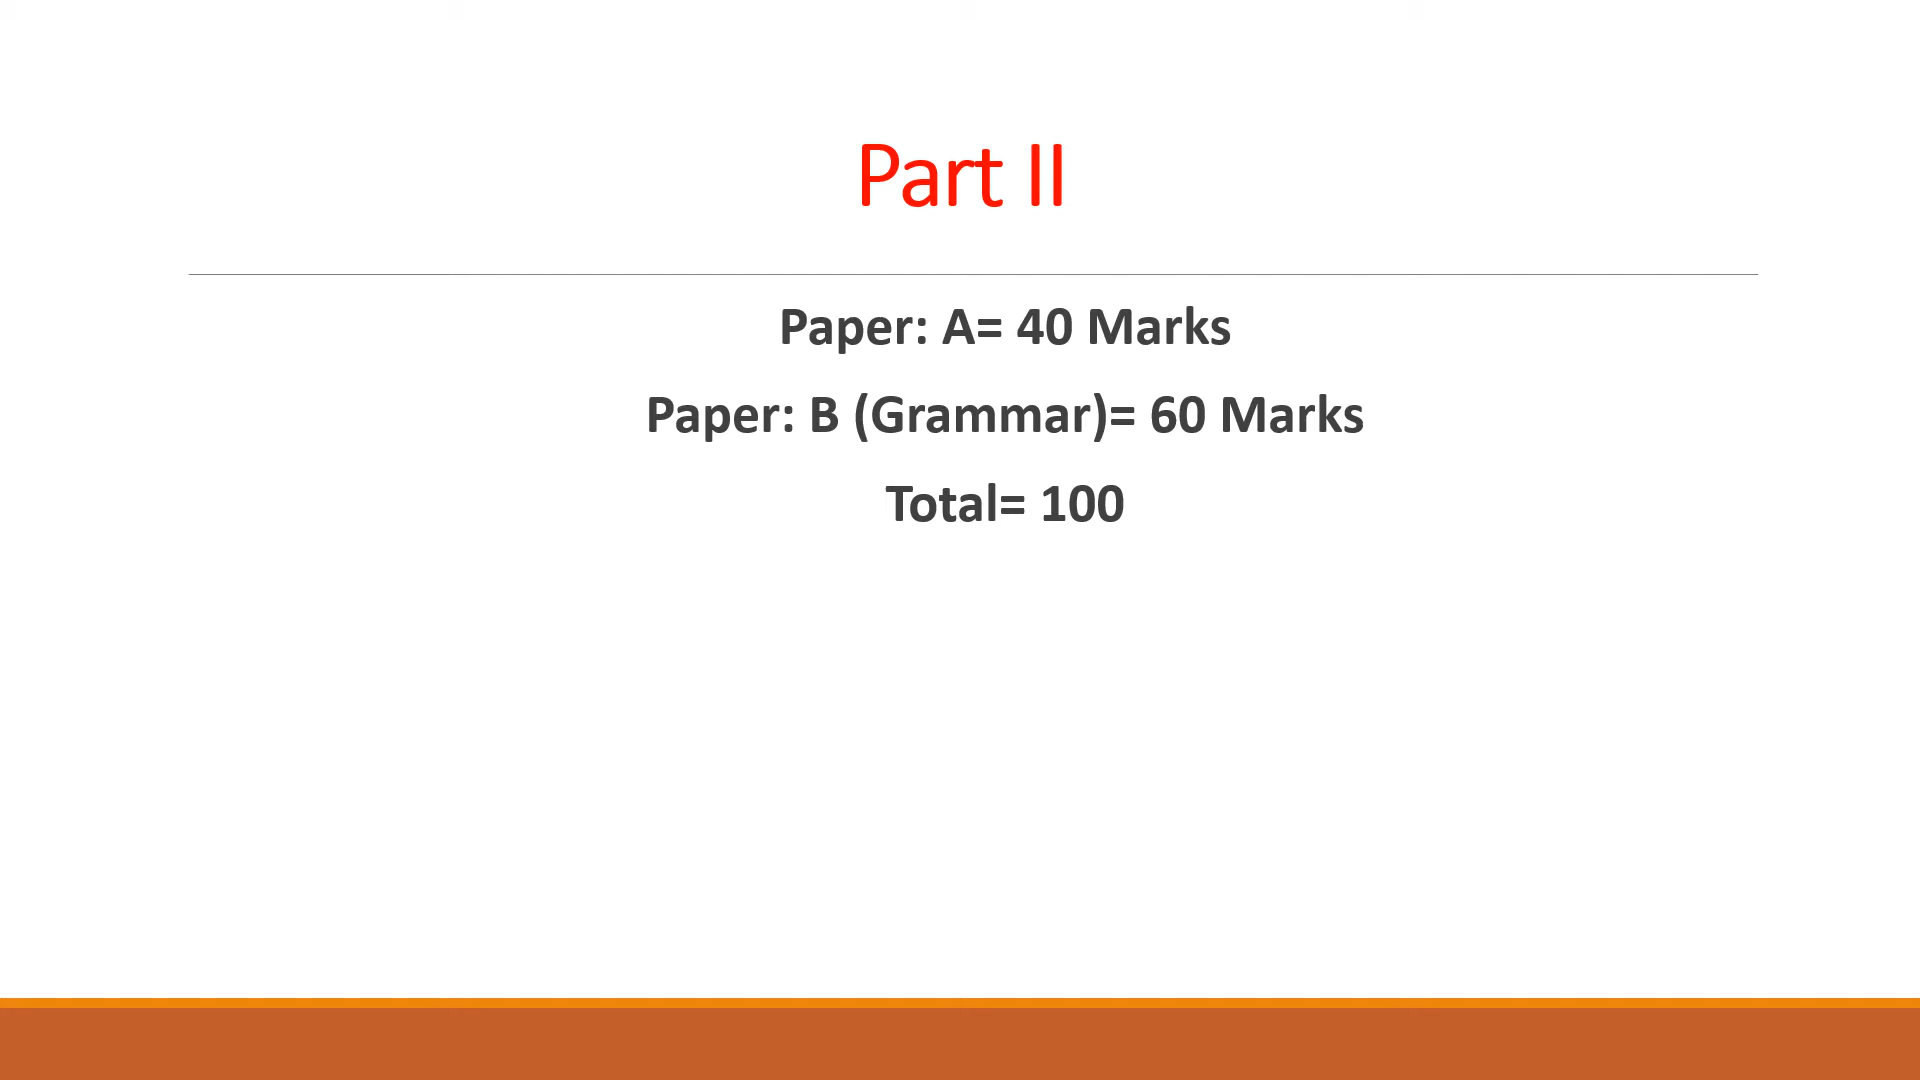 Part II
Paper: A= 40 Marks
Paper: B (Grammar)= 60 Marks
Total= 100